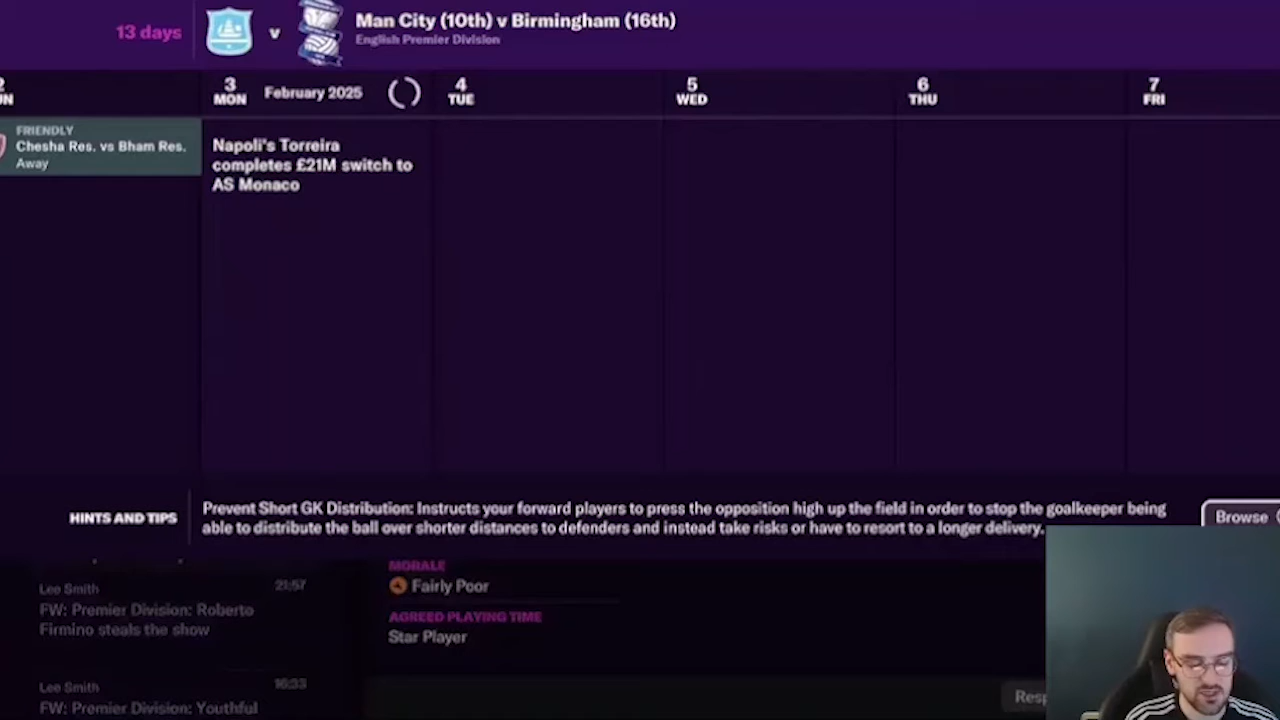 13 days
v
Man City (10th) v Birmingham (16th)
English Premier Division
2
3
MON
February 2025
4
TUE
5
WED
6
THU
7
FRI
FRIENDLY
Chesha Res. vs Bham Res.
Away
Napoli's Torreira
completes £21M switch to
AS Monaco
HINTS AND TIPS
Prevent Short GK Distribution: Instructs your forward players to press the opposition high up the field in order to stop the goalkeeper being
able to distribute the ball over shorter distances to defenders and instead take risks or have to resort to a longer delivery.
Browse
Lee Smith
21:57
FW: Premier Division: Roberto
Firmino steals the show
Lee Smith
16:33
FW: Premier Division: Youthful
MORALE
Fairly Poor
AGREED PLAYING TIME
Star Player